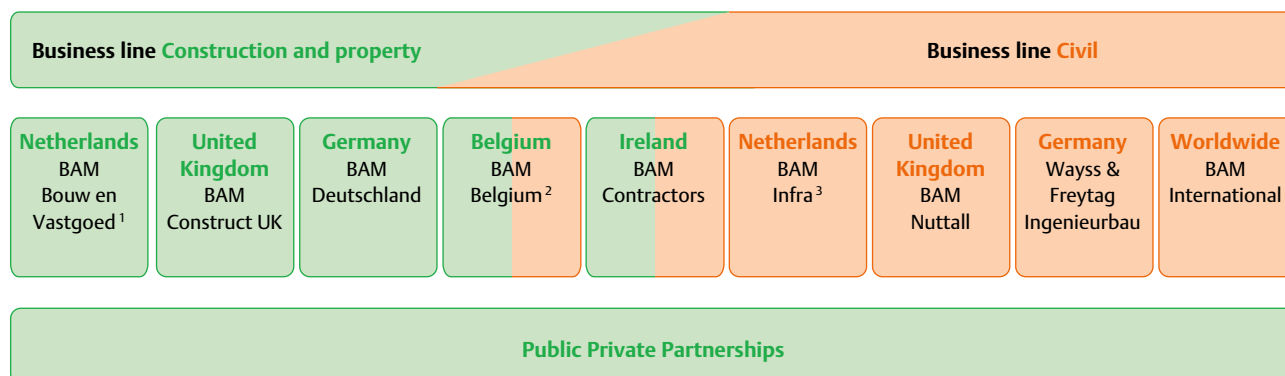 Business line Construction and property
Business line Civil
Netherlands
BAM
Bouw en
Vastgoed 1
United
Kingdom
BAM
Construct UK
Germany
BAM
Deutschland
Belgium
BAM
Belgium 2
Ireland
BAM
Contractors
Netherlands
BAM
Infra 3
United
Kingdom
BAM
Nuttall
Germany
Wayss &
Freytag
Ingenieurbau
Worldwide
BAM
International
Public Private Partnerships